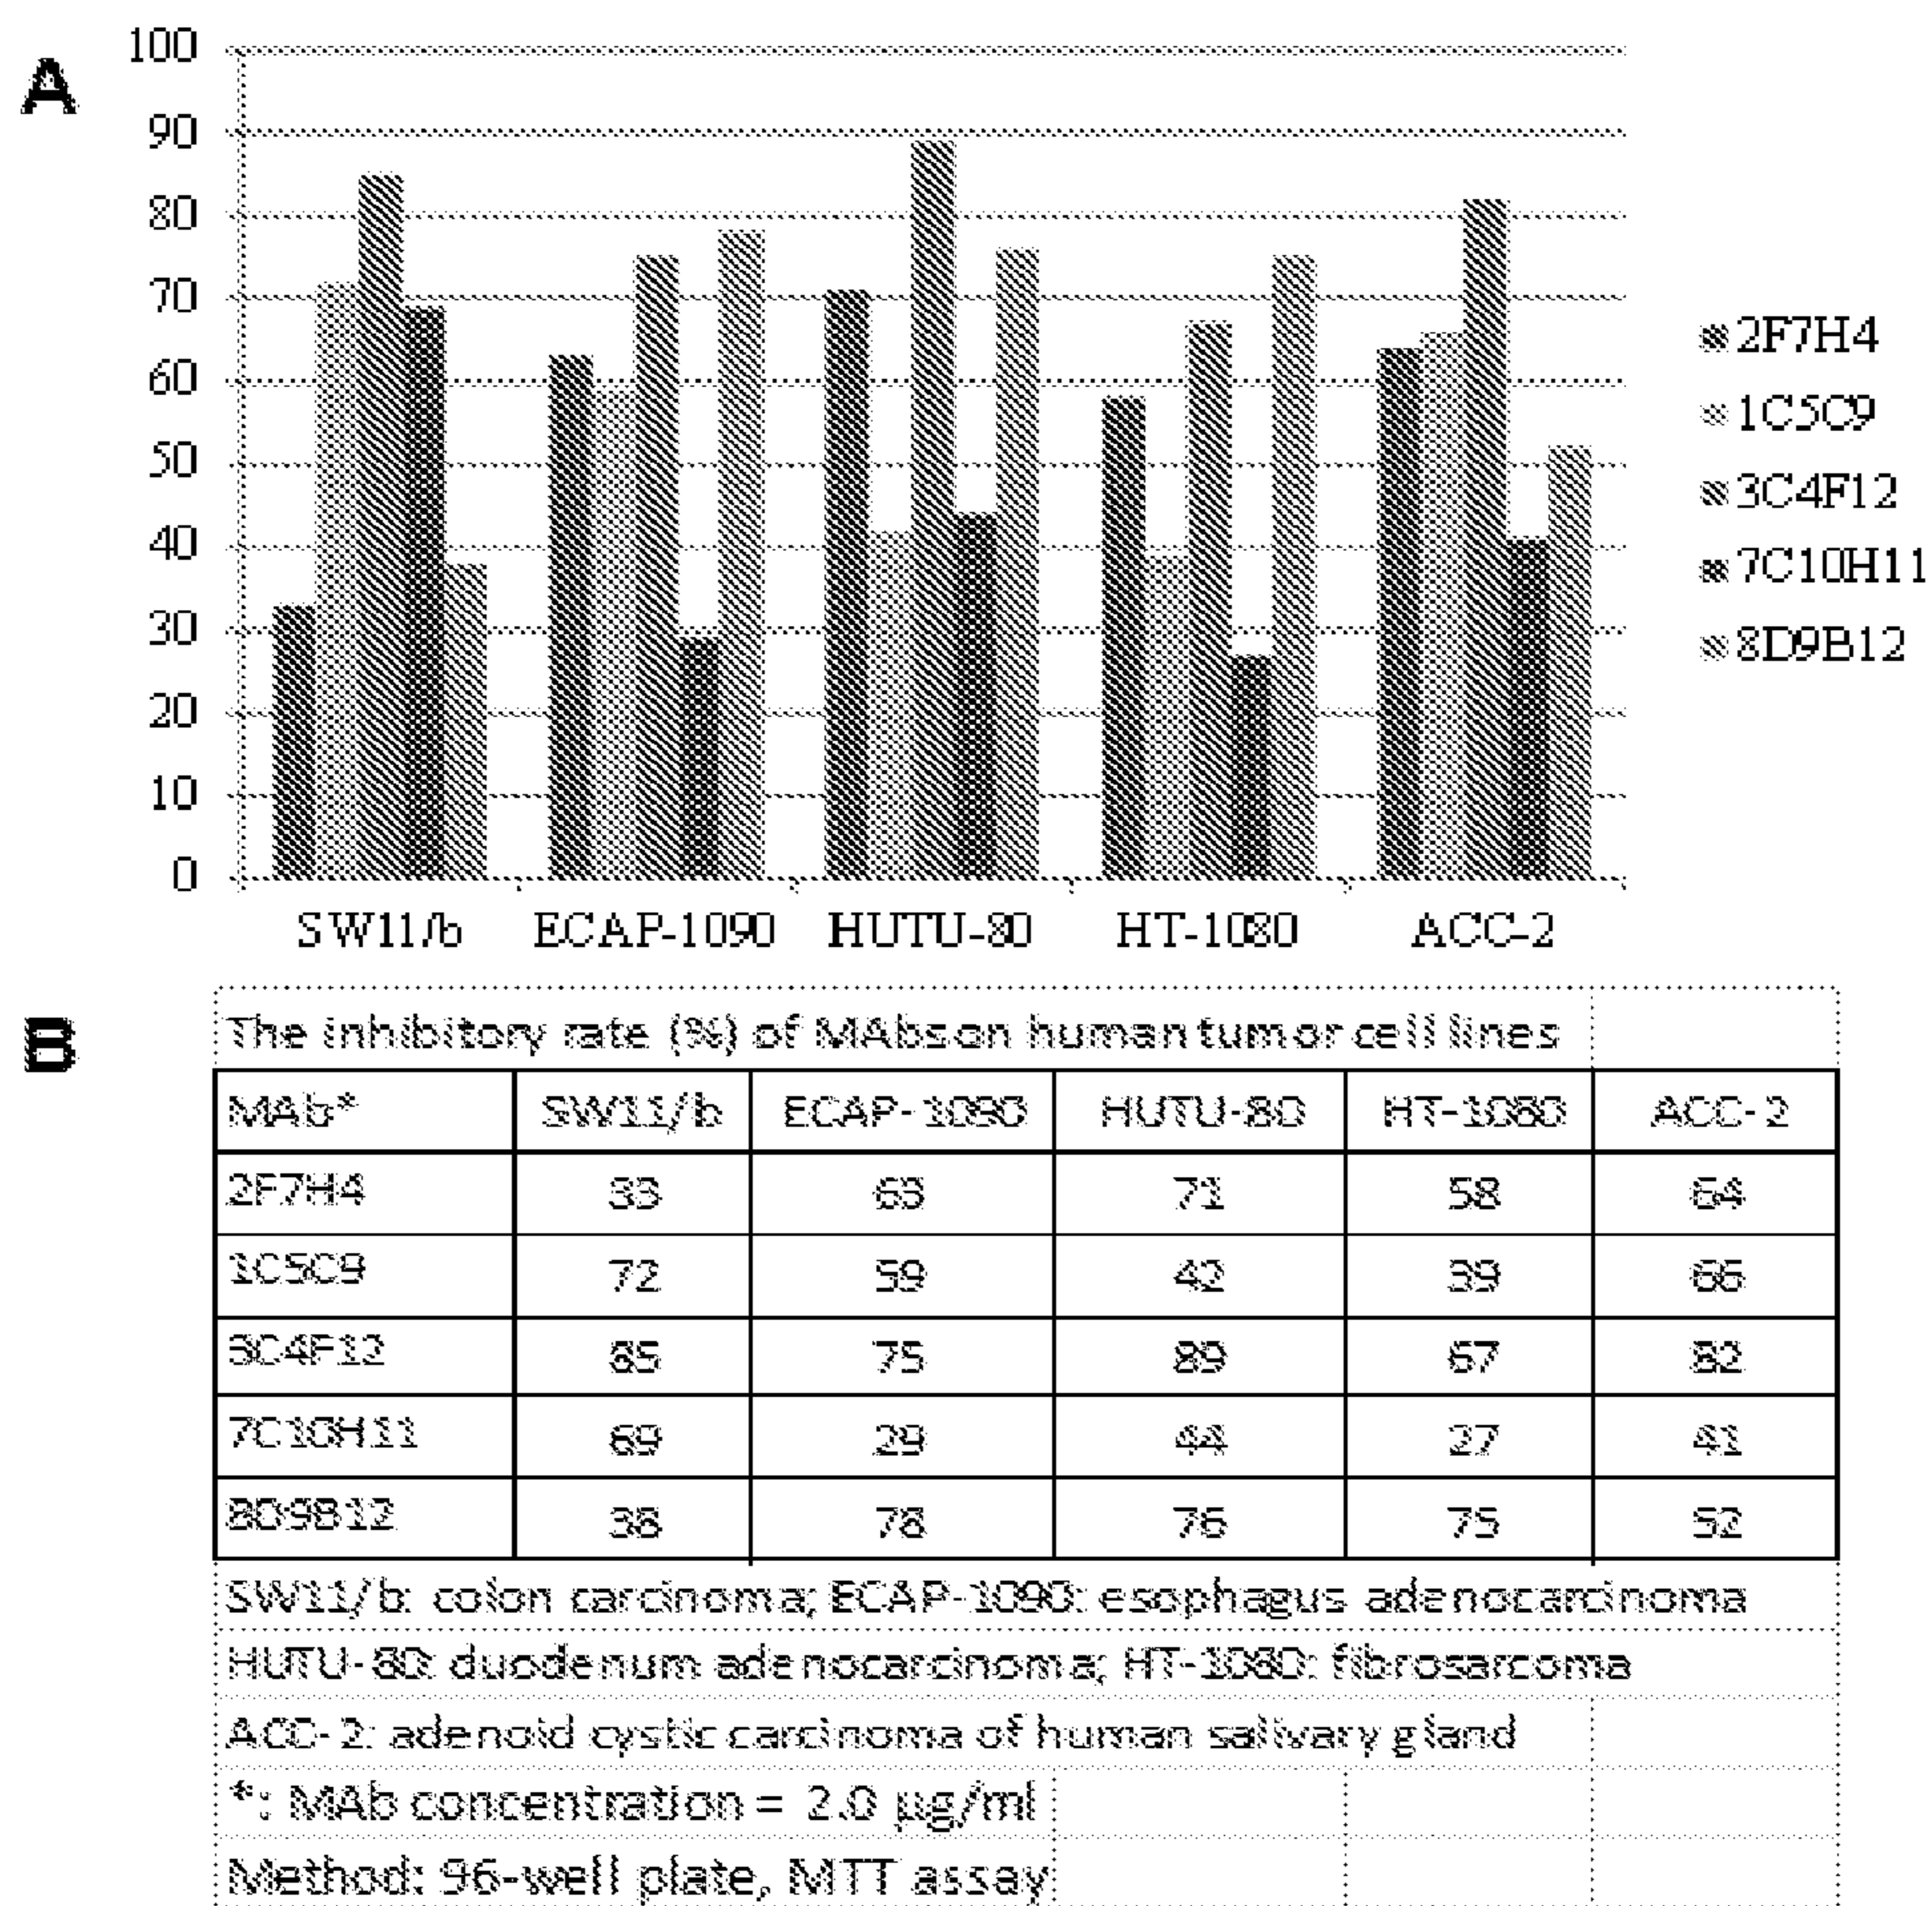 A
100
90
80
70
60
50
40
30
20
10
0
SW11/b ECAP-1090 HUTU-80 HT-1080 ACC-2
2F7H4
1C5C9
3C4F12
7C10H11
8D9B12
B
The inhibitory rate (%) of MAbs on human tumor cell lines
MAb* SW11/b ECAP-1090 HUTU-80 HT-1080 ACC-2
2F7H4 33 63 71 58 64
1C5C9 72 59 42 39 66
3C4F12 85 75 89 67 82
7C10H11 69 29 44 27 41
8D9B12 38 78 76 75 52
SW11/b: colon carcinoma; ECAP-1090: esophagus adenocarcinoma
HUTU-80: duodenum adenocarcinoma; HT-1080: fibrosarcoma
ACC-2: adenoid cystic carcinoma of human salivary gland
*: MAb concentration = 2.0 µg/ml
Method: 96-well plate, MTT assay